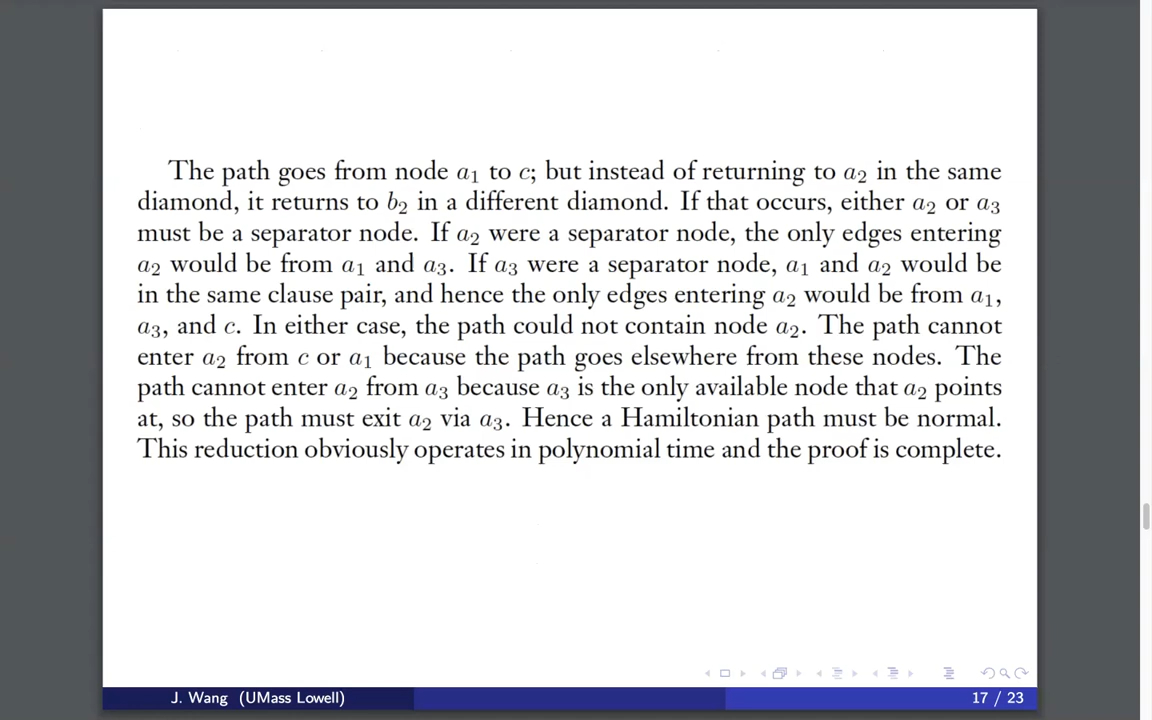 The path goes from node a₁ to c; but instead of returning to a₂ in the same
diamond, it returns to b₂ in a different diamond. If that occurs, either a₂ or a₃
must be a separator node. If a₂ were a separator node, the only edges entering
a₂ would be from a₁ and a₃. If a₃ were a separator node, a₁ and a₂ would be
in the same clause pair, and hence the only edges entering a₂ would be from a₁,
a₃, and c. In either case, the path could not contain node a₂. The path cannot
enter a₂ from c or a₁ because the path goes elsewhere from these nodes. The
path cannot enter a₂ from a₃ because a₃ is the only available node that a₂ points
at, so the path must exit a₂ via a₃. Hence a Hamiltonian path must be normal.
This reduction obviously operates in polynomial time and the proof is complete.
J. Wang (UMass Lowell) 17 / 23